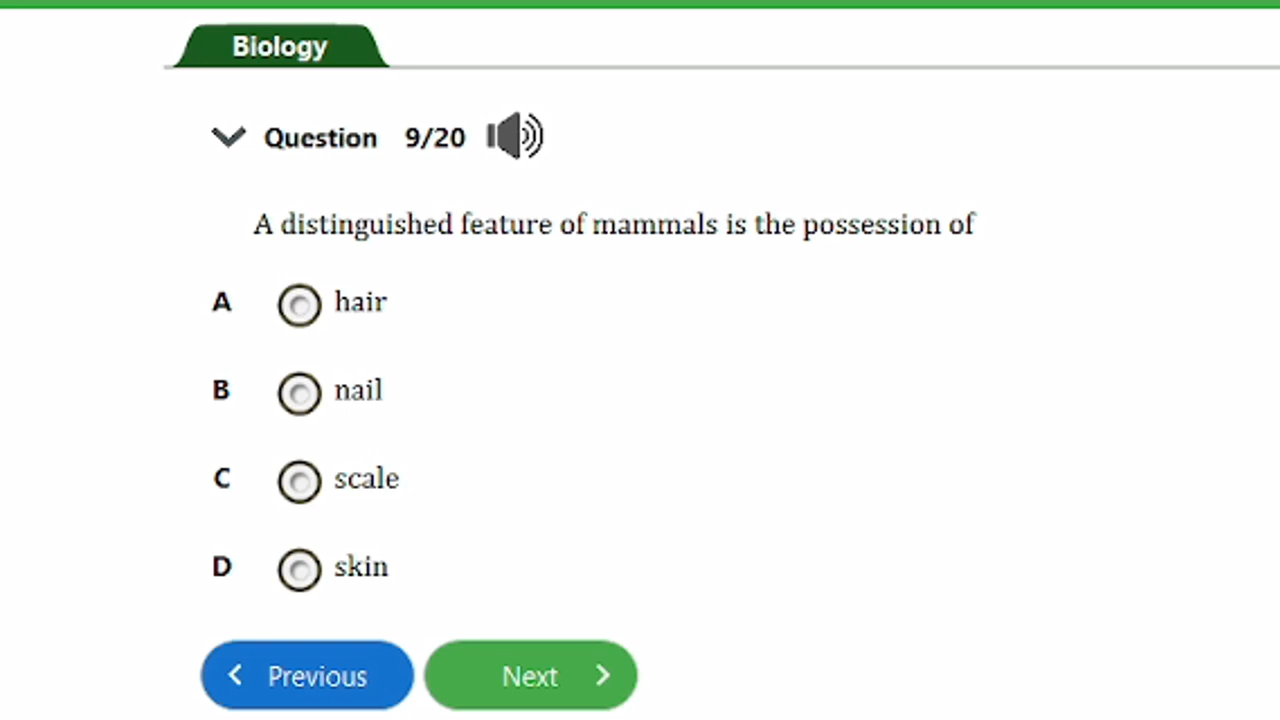 Biology
Question 9/20
A distinguished feature of mammals is the possession of
A hair
B nail
C scale
D skin
Previous Next